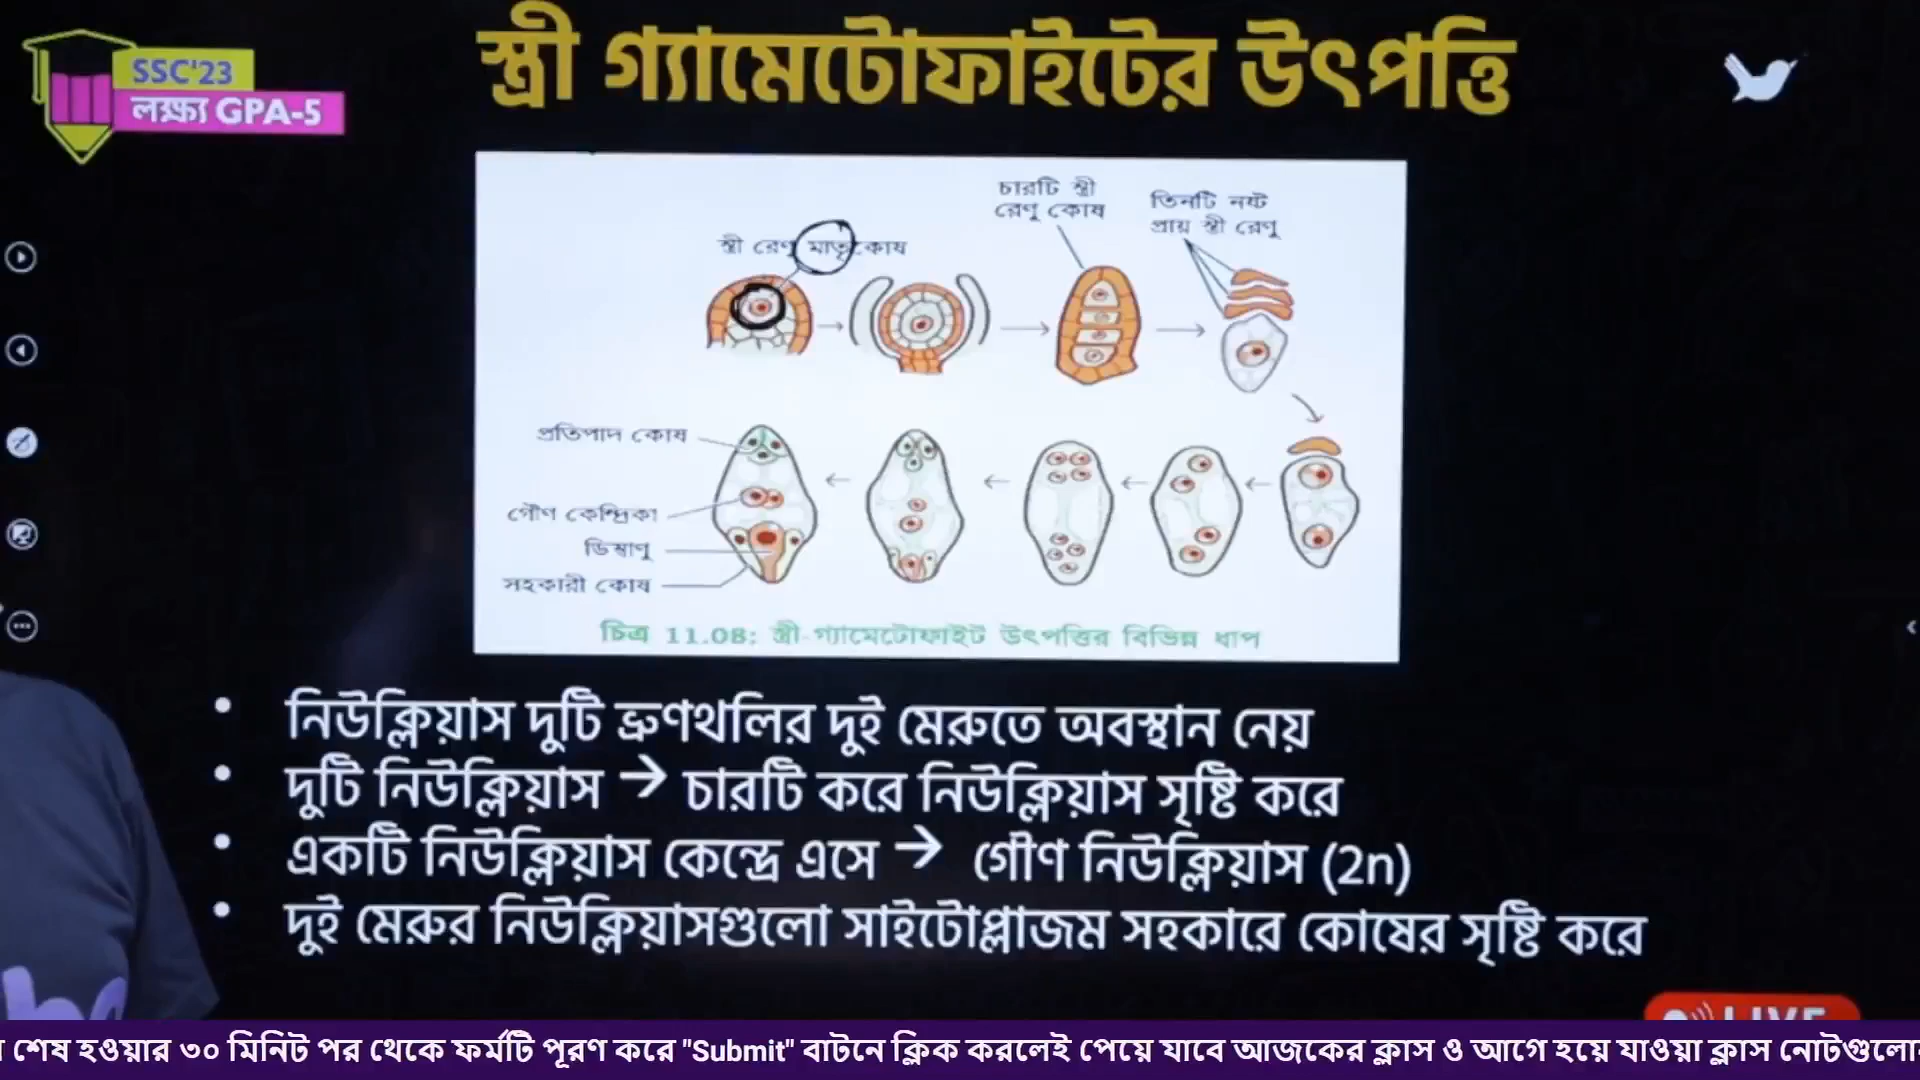 SSC'23
লক্ষ্য GPA-5
স্ত্রী গ্যামেটোফাইটের উৎপত্তি
স্ত্রী রেণু মাতৃকোষ
চারটি স্ত্রী
রেণু কোষ
তিনটি নষ্ট
প্রায় স্ত্রী রেণু
প্রতিপাদ কোষ
গৌণ কেন্দ্রিকা
ডিম্বাণু
সহকারী কোষ
চিত্র 11.08: স্ত্রী-গ্যামেটোফাইট উৎপত্তির বিভিন্ন ধাপ
• নিউক্লিয়াস দুটি ভ্রুণথলির দুই মেরুতে অবস্থান নেয়
• দুটি নিউক্লিয়াস → চারটি করে নিউক্লিয়াস সৃষ্টি করে
• একটি নিউক্লিয়াস কেন্দ্রে এসে → গৌণ নিউক্লিয়াস (2n)
• দুই মেরুর নিউক্লিয়াসগুলো সাইটোপ্লাজম সহকারে কোষের সৃষ্টি করে
LIVE
শেষ হওয়ার ৩০ মিনিট পর থেকে ফর্মটি পূরণ করে "Submit" বাটনে ক্লিক করলেই পেয়ে যাবে আজকের ক্লাস ও আগে হয়ে যাওয়া ক্লাস নোটগুলো